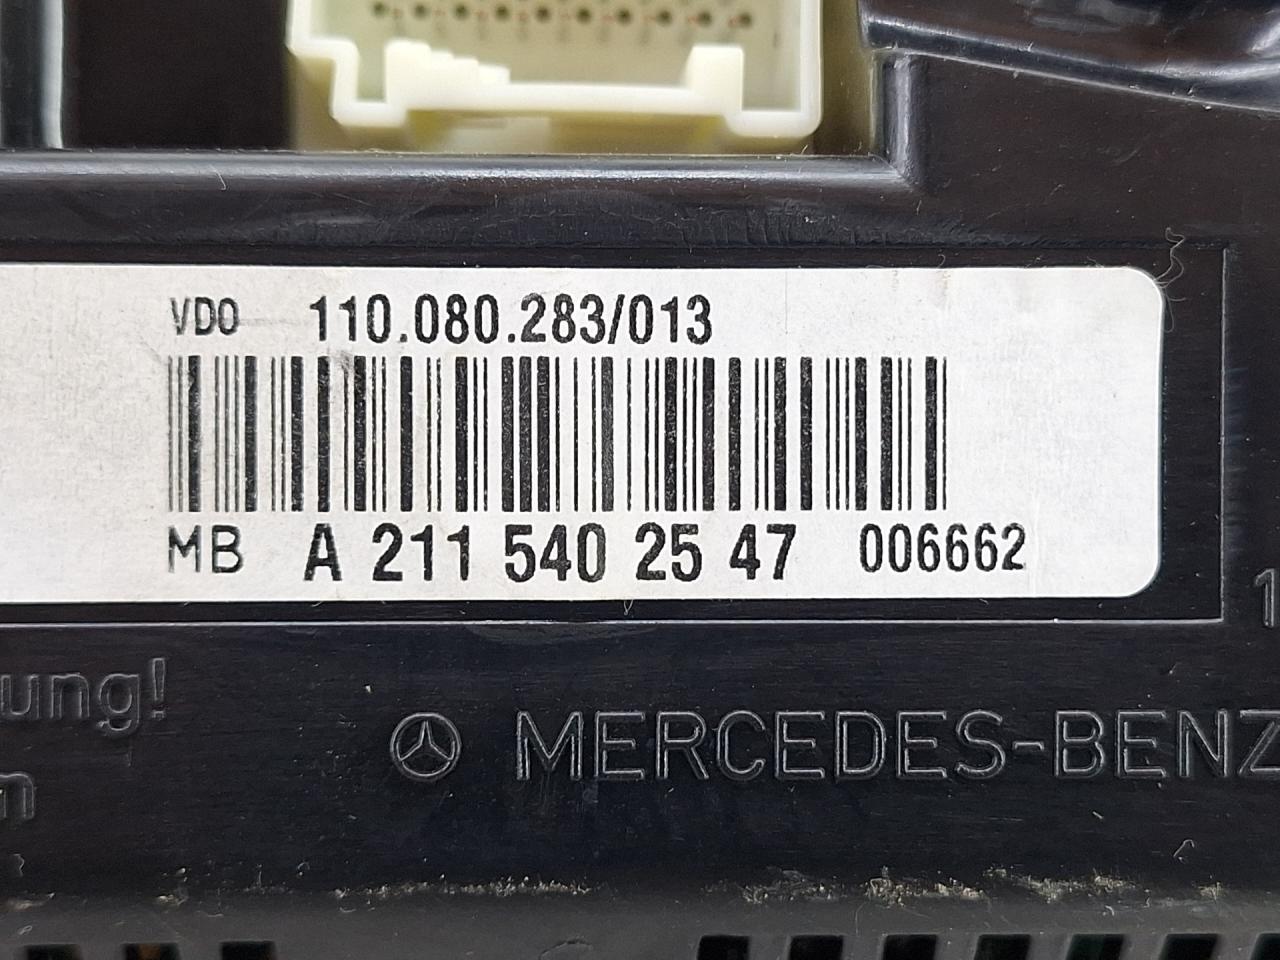 VDO 110.080.283/013
MB A 211 540 25 47 006662
ung!
MERCEDES-BENZ